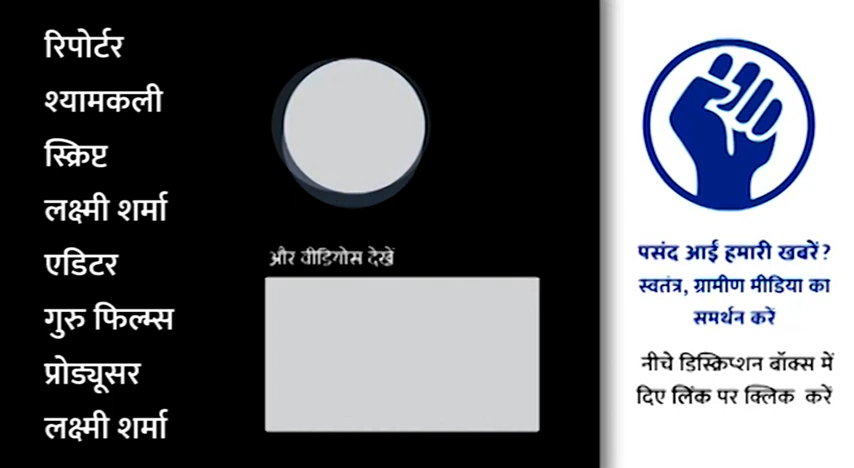 रिपोर्टर
श्यामकली
स्क्रिप्ट
लक्ष्मी शर्मा
एडिटर
गुरु फिल्म्स
प्रोड्यूसर
लक्ष्मी शर्मा
और वीडियोस देखें
पसंद आई हमारी खबरें?
स्वतंत्र, ग्रामीण मीडिया का
समर्थन करें
नीचे डिस्क्रिप्शन बॉक्स में
दिए लिंक पर क्लिक करें